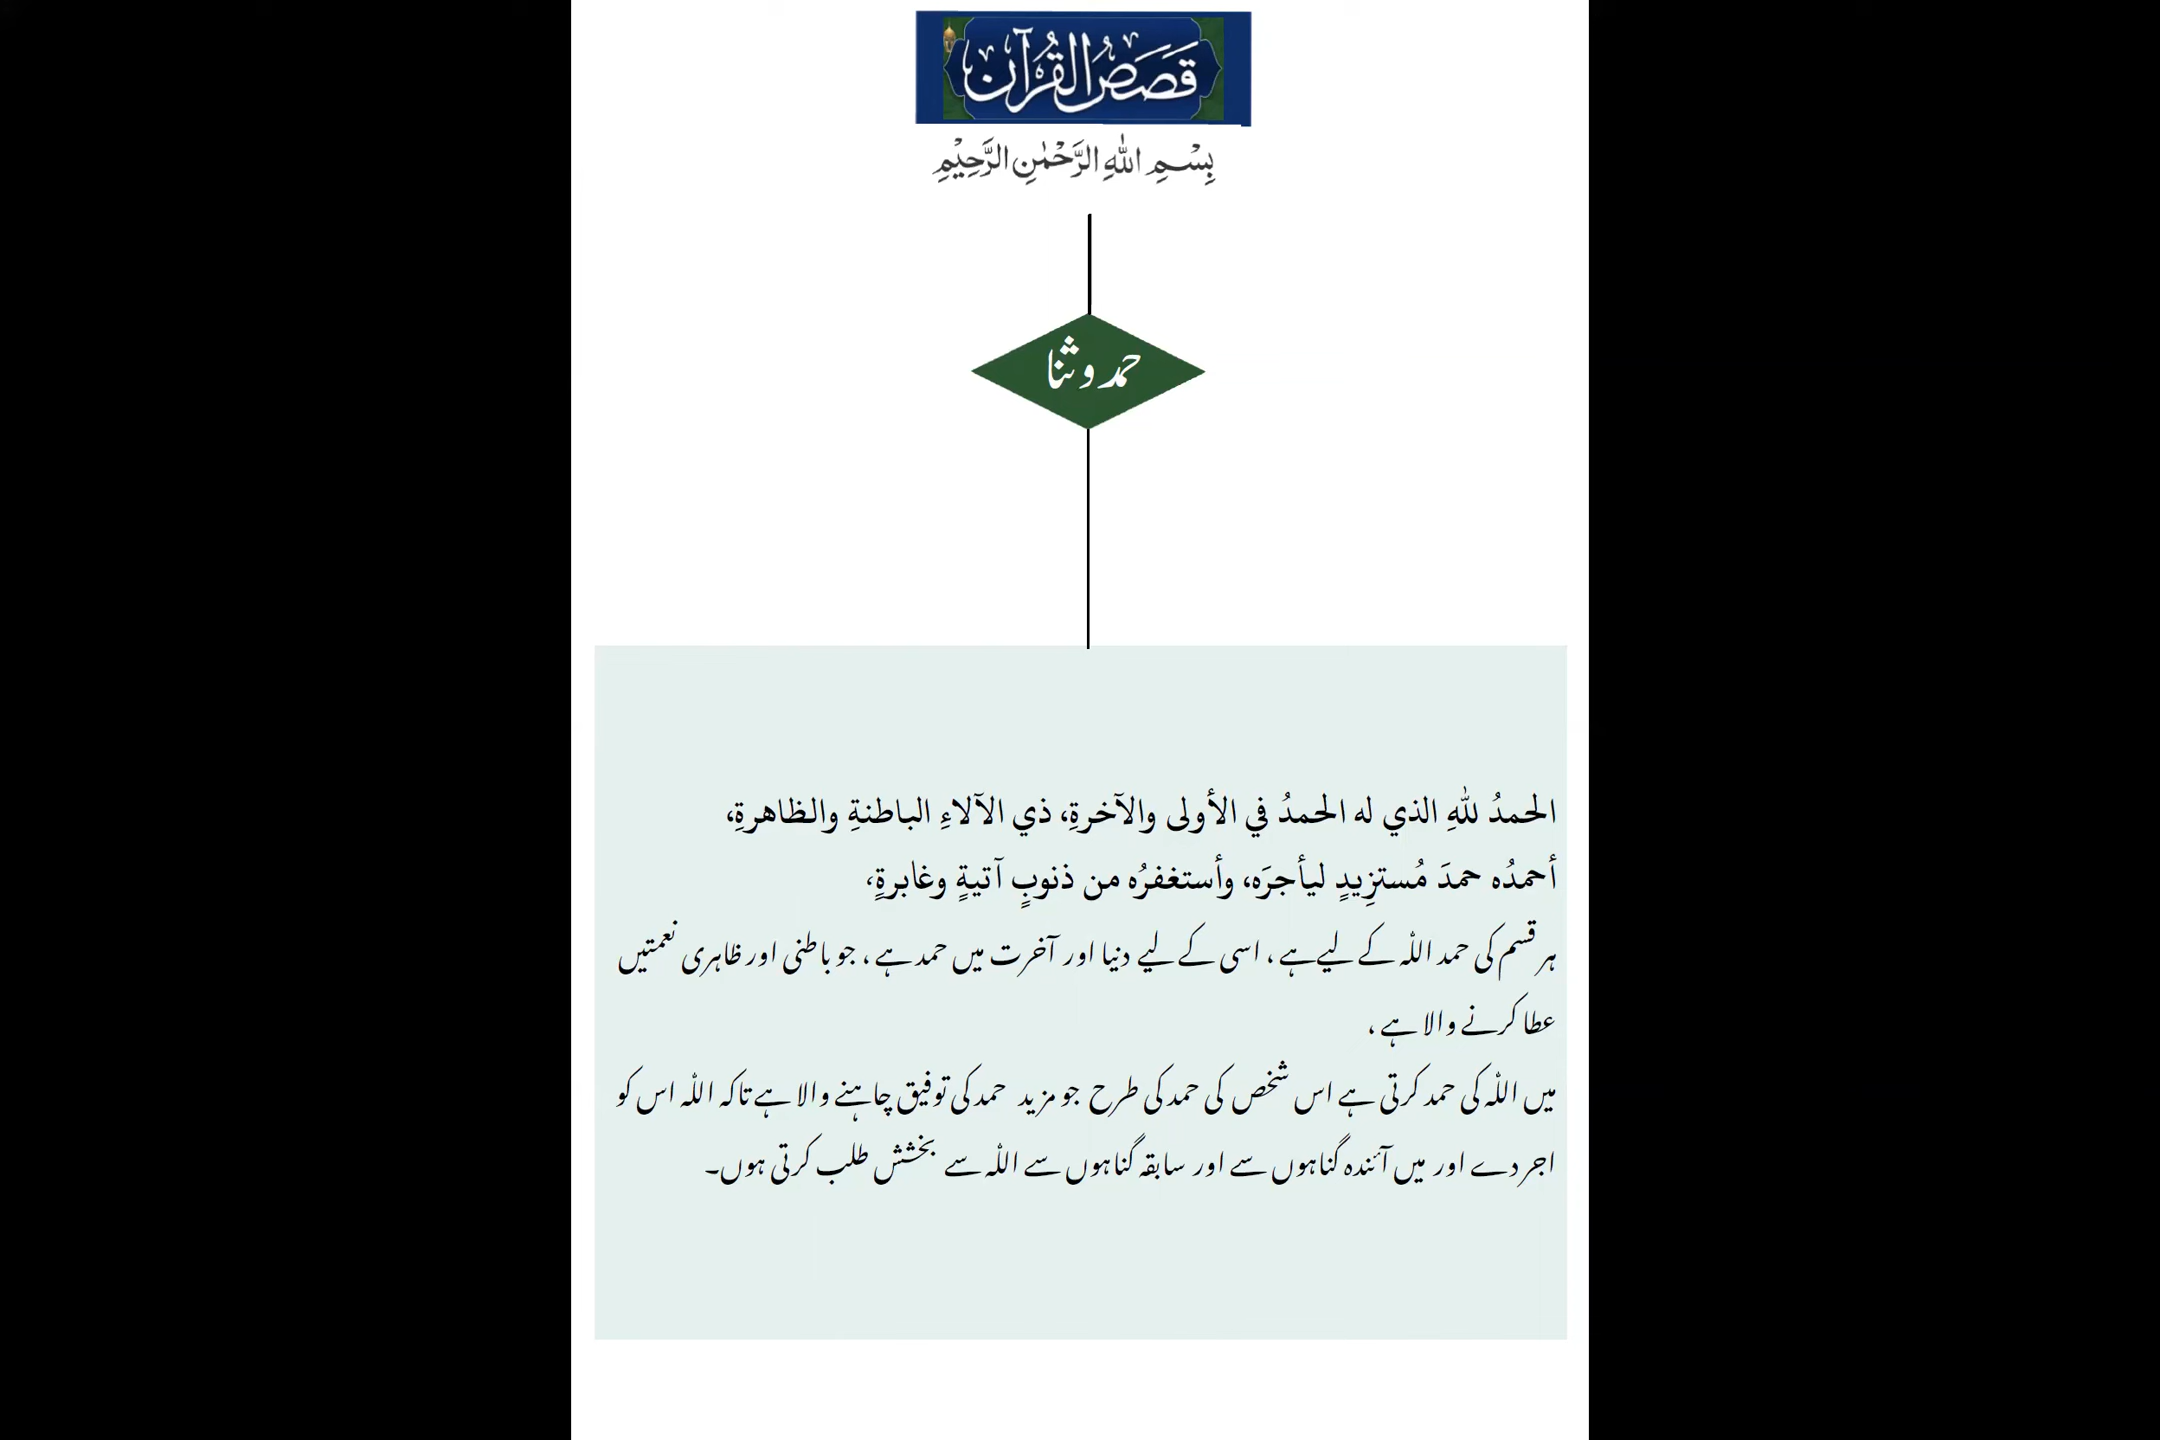 قَصَصُ الْقُرآن
بِسْمِ اللهِ الرَّحْمٰنِ الرَّحِيْمِ
حمد و ثنا
الحمدُ للهِ الذي له الحمدُ في الأولى والآخرةِ، ذي الآلاءِ الباطنةِ والظاهرةِ،
أحمدُه حمدَ مُستزِيدٍ ليأجرَه، وأستغفرُه من ذنوبٍ آتيةٍ وغابرةٍ،
ہر قسم کی حمد اللہ کے لیے ہے ، اسی کے لیے دنیا اور آخرت میں حمد ہے ، جو باطنی اور ظاہری نعمتیں
عطا کرنے والا ہے ،
میں اللہ کی حمد کرتی ہے اس شخص کی حمد کی طرح جو مزید حمد کی توفیق چاہنے والا ہے تاکہ اللہ اس کو
اجر دے اور میں آئندہ گناہوں سے اور سابقہ گناہوں سے اللہ سے بخشش طلب کرتی ہوں۔